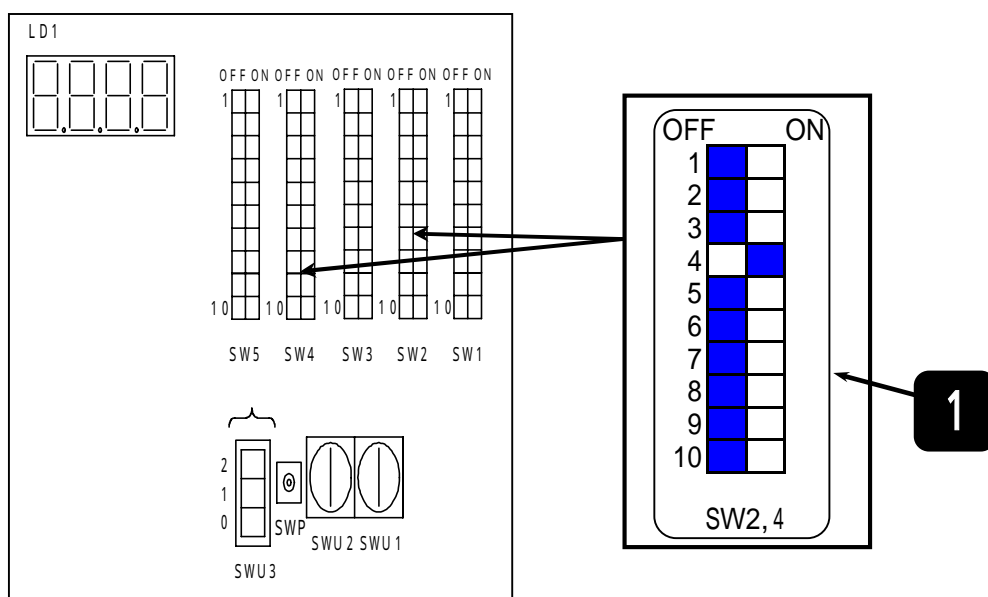 LD1
OFF ON OFF ON OFF ON OFF ON OFF ON
1 1 1 1 1
10 10 10 10 10
SW5 SW4 SW3 SW2 SW1
2
1
0
SWP
SWU2 SWU1
SWU3
OFF ON
1
2
3
4
5
6
7
8
9
10
SW2,4
1